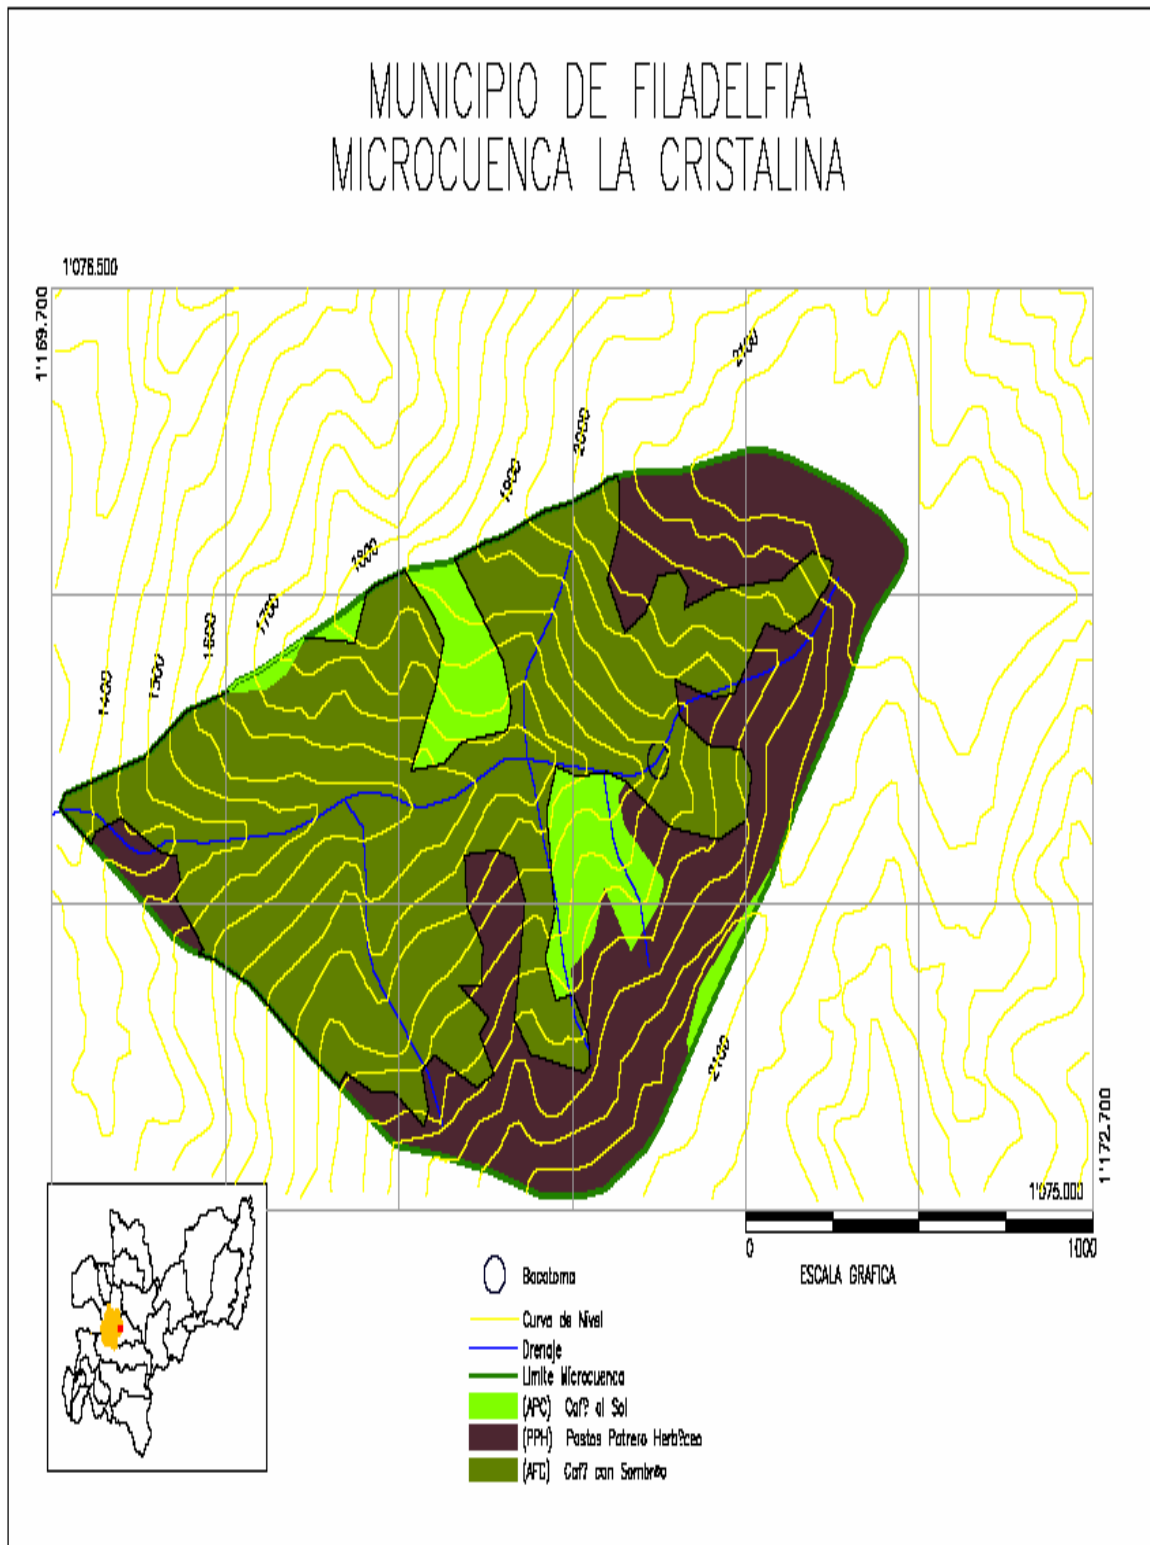 MUNICIPIO DE FILADELFIA
MICROCUENCA LA CRISTALINA
1'076.500
1'169.700
2100
2000
1900
1800
1700
1600
1500
1400
2100
1'172.700
1'075.000
0 1000
ESCALA GRAFICA
Bocatoma
Curva de Nivel
Drenaje
Limite Microcuenca
(APC) Caf? al Sol
(PPH) Pastos Potrero Herb?ceo
(AFC) Caf? con Sombrío